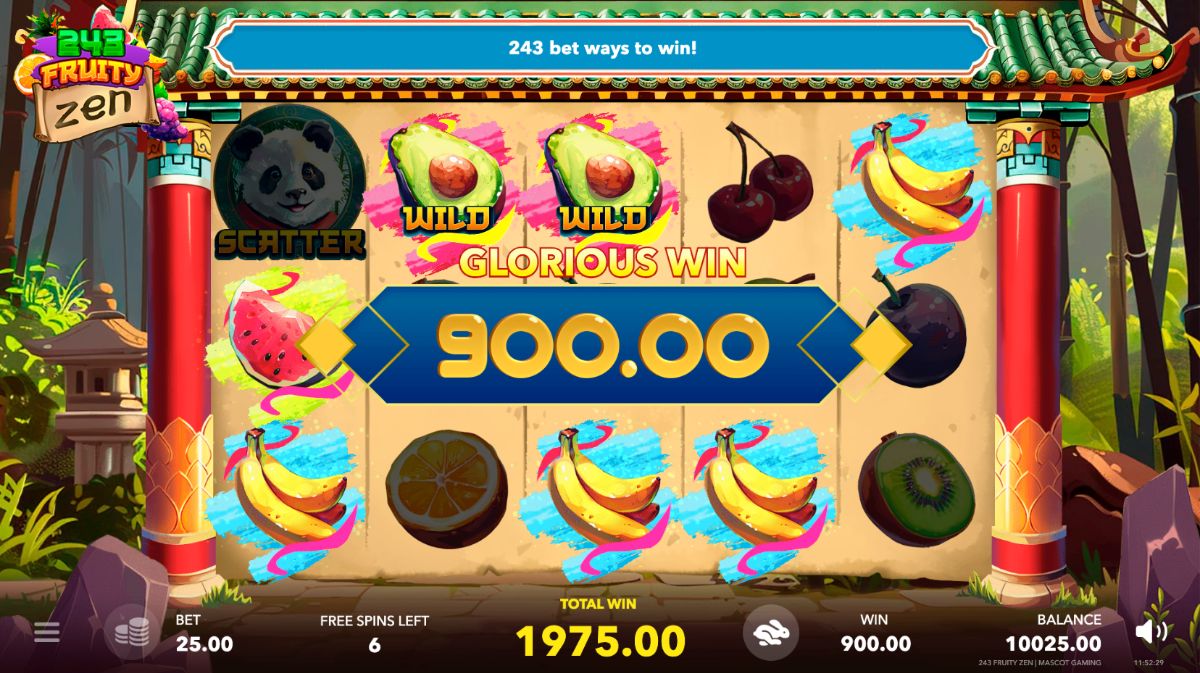 243 bet ways to win!
243
FRUITY
zen
SCATTER
WILD
WILD
GLORIOUS WIN
900.00
BET
25.00
FREE SPINS LEFT
6
TOTAL WIN
1975.00
WIN
900.00
BALANCE
10025.00
243 FRUITY ZEN | MASCOT GAMING
11:52:29